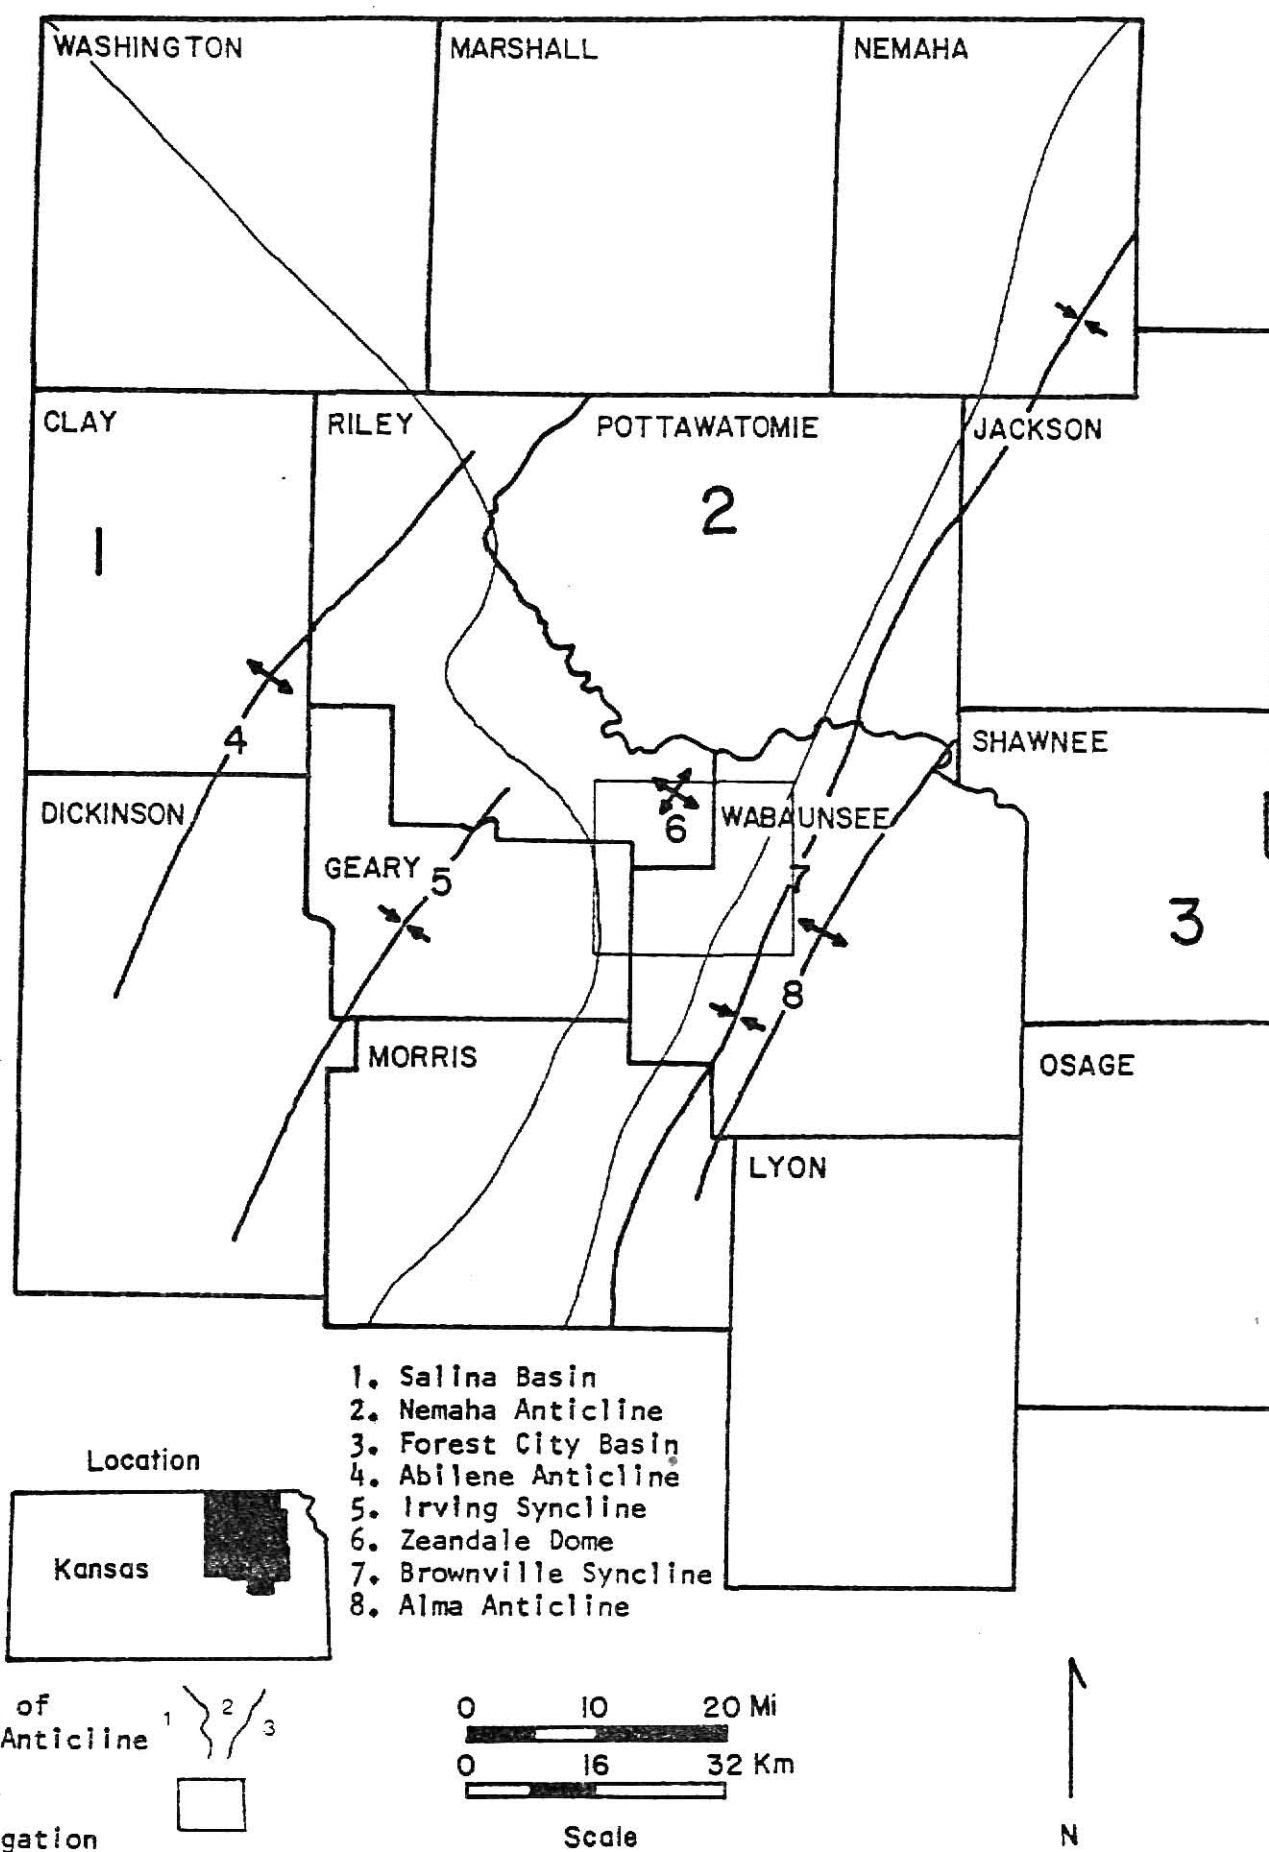 WASHINGTON
MARSHALL
NEMAHA
CLAY
RILEY
POTTAWATOMIE
JACKSON
1
2
4
SHAWNEE
DICKINSON
6
WABAUNSEE
GEARY
5
7
3
8
MORRIS
OSAGE
LYON
1. Salina Basin
2. Nemaha Anticline
3. Forest City Basin
4. Abilene Anticline
5. Irving Syncline
6. Zeandale Dome
7. Brownville Syncline
8. Alma Anticline
Location
Kansas
of
Anticline
1
2
3
gation
0 10 20 Mi
0 16 32 Km
Scale
N